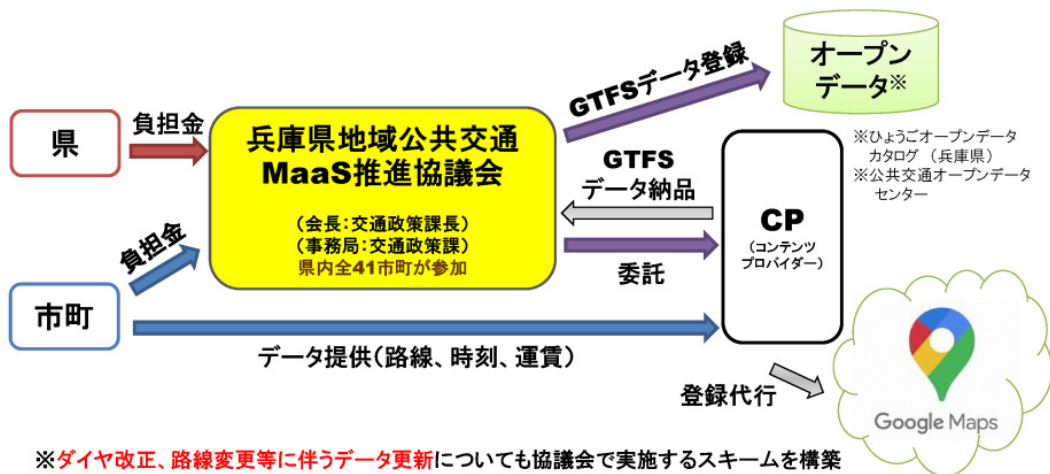 県
負担金
兵庫県地域公共交通
MaaS推進協議会
(会長:交通政策課長)
(事務局:交通政策課)
県内全41市町が参加
GTFSデータ登録
オープン
データ※
※ひょうごオープンデータ
カタログ (兵庫県)
※公共交通オープンデータ
センター
GTFS
データ納品
委託
CP
(コンテンツ
プロバイダー)
負担金
市町
データ提供(路線、時刻、運賃)
登録代行
Google Maps
※ダイヤ改正、路線変更等に伴うデータ更新についても協議会で実施するスキームを構築